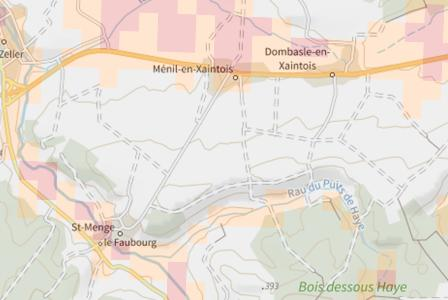 Zeller
Ménil-en-Xaintois
Dombasle-en-
Xaintois
Rau du Puits de Haye
St-Menge
le Faubourg
.393
Bois dessous Haye